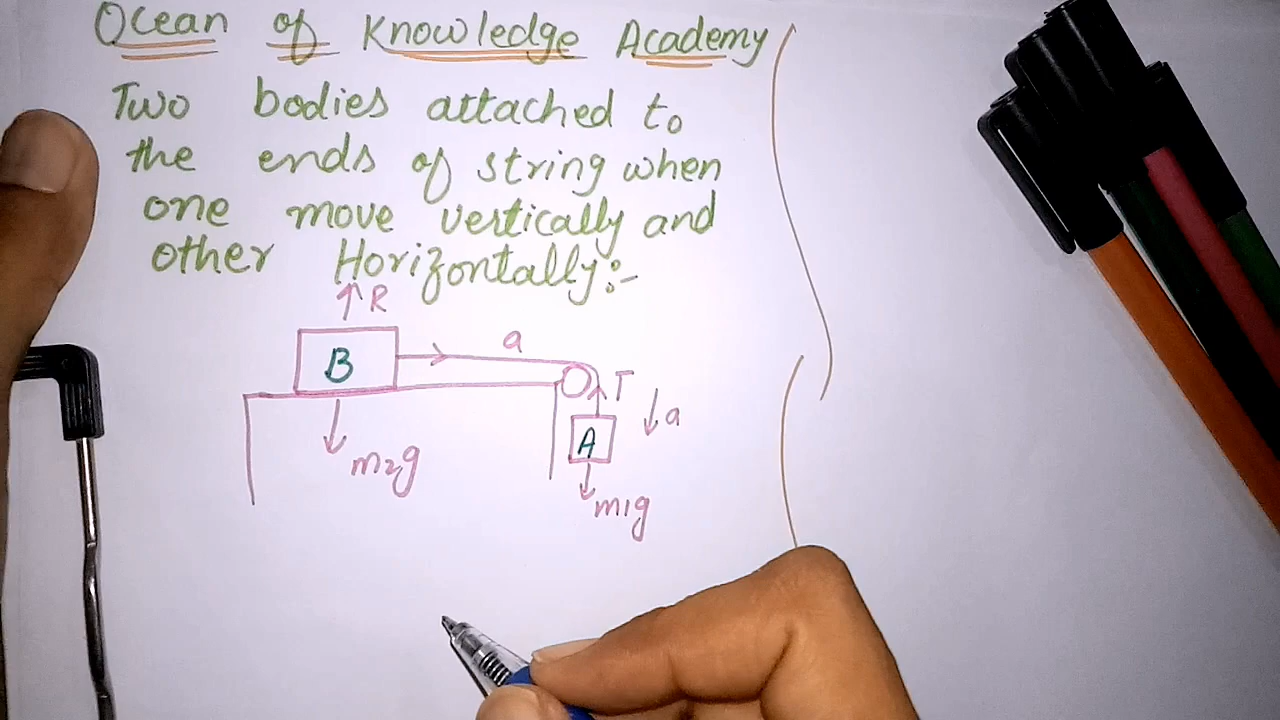 Ocean of Knowledge Academy
Two bodies attached to
the ends of string when
one move vertically and
other Horizontally:-
R
a
B
T
a
A
m2g
m1g